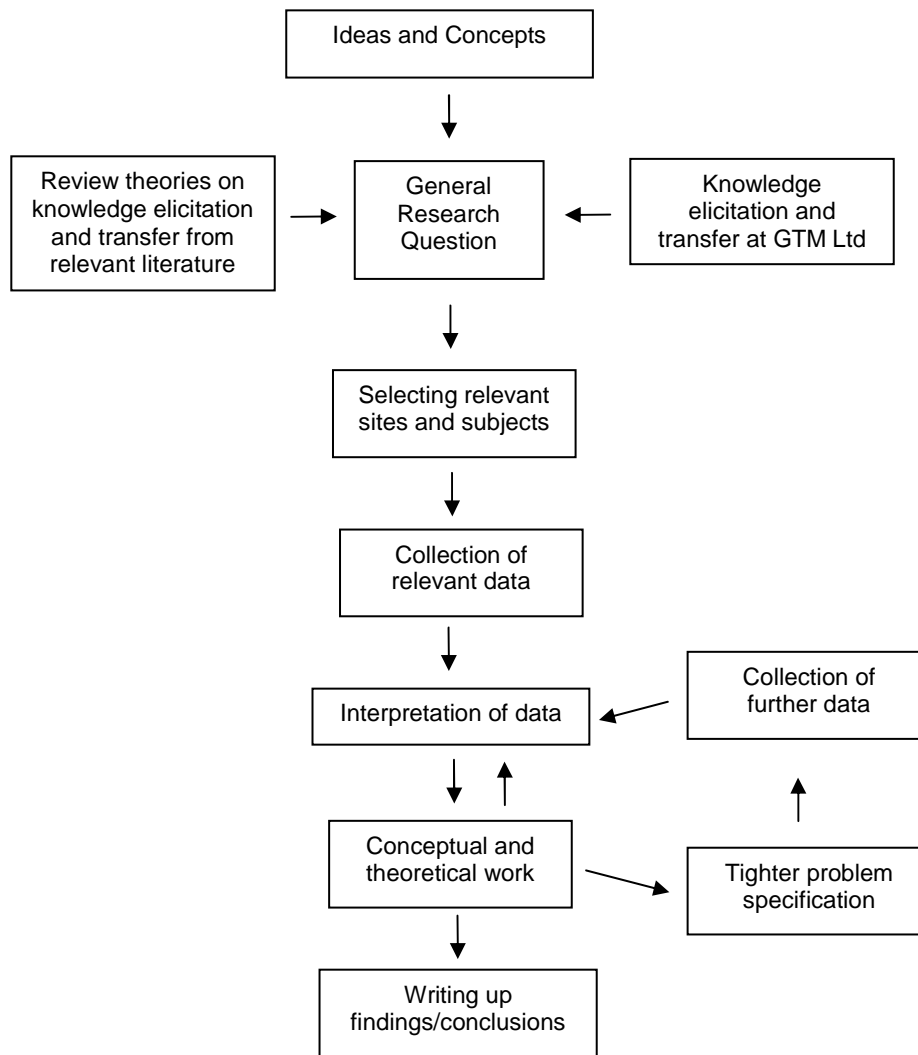 Ideas and Concepts
Review theories on
knowledge elicitation
and transfer from
relevant literature
General
Research
Question
Knowledge
elicitation and
transfer at GTM Ltd
Selecting relevant
sites and subjects
Collection of
relevant data
Interpretation of data
Collection of
further data
Conceptual and
theoretical work
Tighter problem
specification
Writing up
findings/conclusions